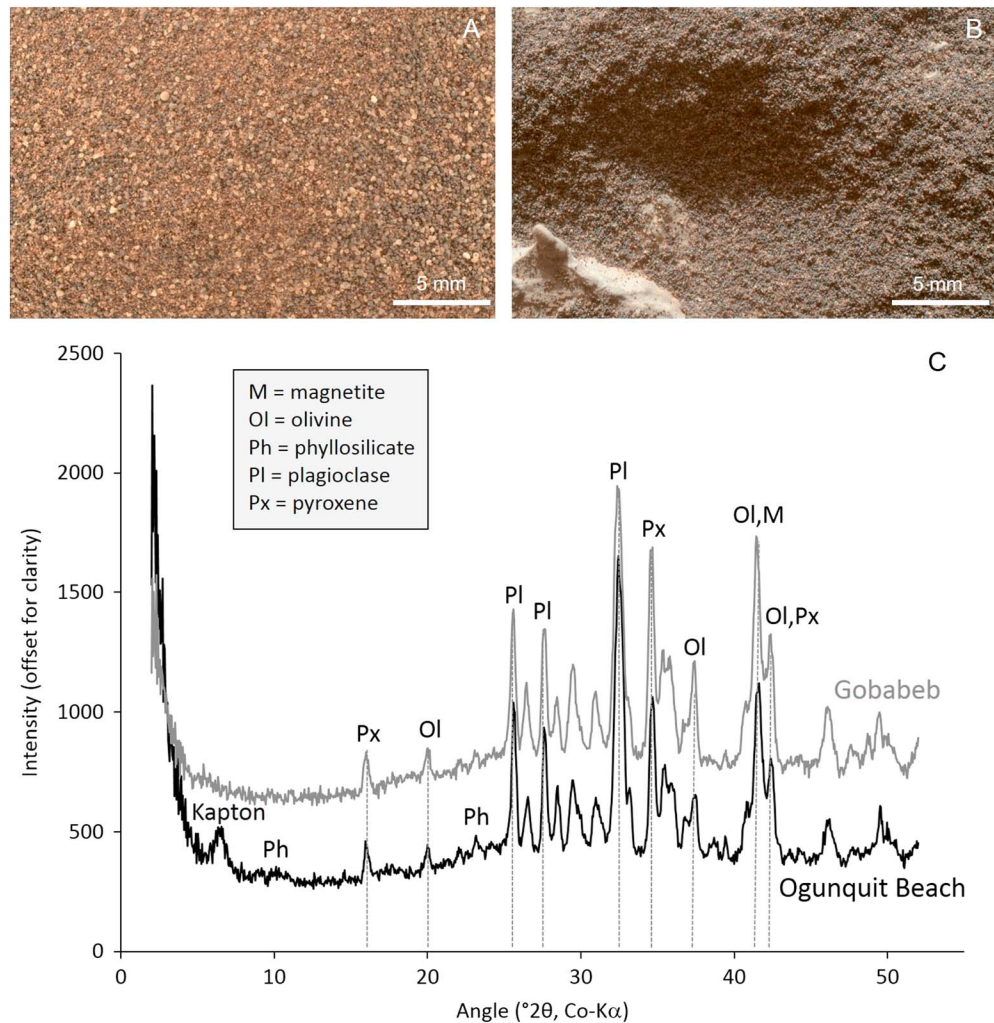 A
B
5 mm
5 mm
C
2500
2000
1500
1000
500
0
Intensity (offset for clarity)
M = magnetite
Ol = olivine
Ph = phyllosilicate
Pl = plagioclase
Px = pyroxene
Pl
Px
Ol,M
Pl
Pl
Ol,Px
Ol
Gobabeb
Px
Ol
Kapton
Ph
Ph
Ogunquit Beach
0 10 20 30 40 50
Angle (°2θ, Co-Kα)